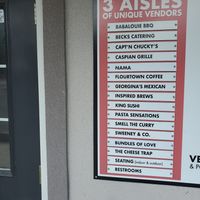 3 AISLES
OF UNIQUE VENDORS
BABALOUIE BBQ
BECKS CATERING
CAPT'N CHUCKY'S
CASPIAN GRILLE
NAMA
FLOURTOWN COFFEE
GEORGINA'S MEXICAN
INSPIRED BREWS
KING SUSHI
PASTA SENSATIONS
SMELL THE CURRY
SWEENEY & CO.
BUNDLES OF LOVE
THE CHEESE TRAP
SEATING (indoor & outdoor)
RESTROOMS
VE
& P